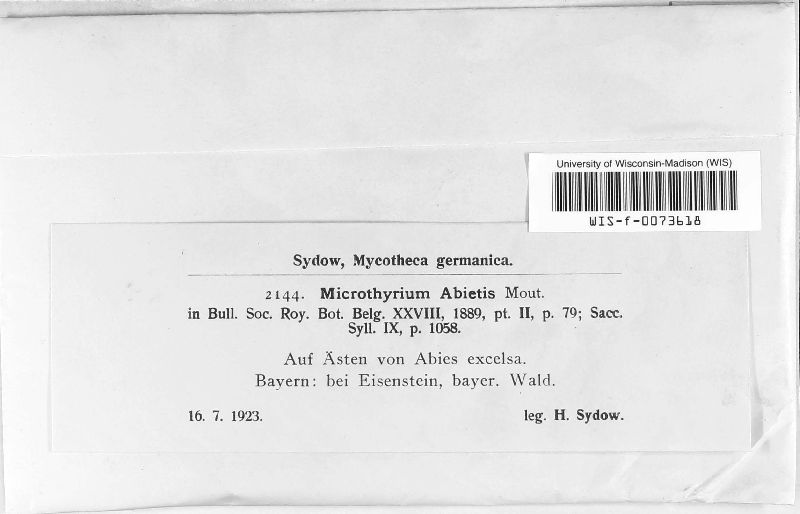 University of Wisconsin-Madison (WIS)
WIS-f-0073618
Sydow, Mycotheca germanica.
2144. Microthyrium Abietis Mout.
in Bull. Soc. Roy. Bot. Belg. XXVIII, 1889, pt. II, p. 79; Sacc.
Syll. IX, p. 1058.
Auf Ästen von Abies excelsa.
Bayern: bei Eisenstein, bayer. Wald.
16. 7. 1923. leg. H. Sydow.